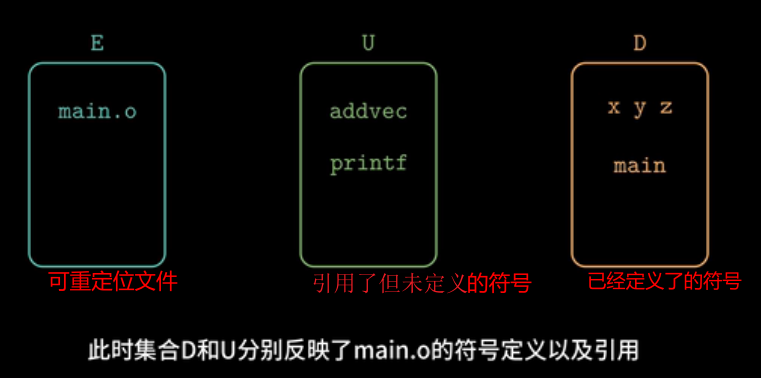 E U D
main.o addvec x y z
printf main
可重定位文件 引用了但未定义的符号 已经定义了的符号
此时集合D和U分别反映了main.o的符号定义以及引用